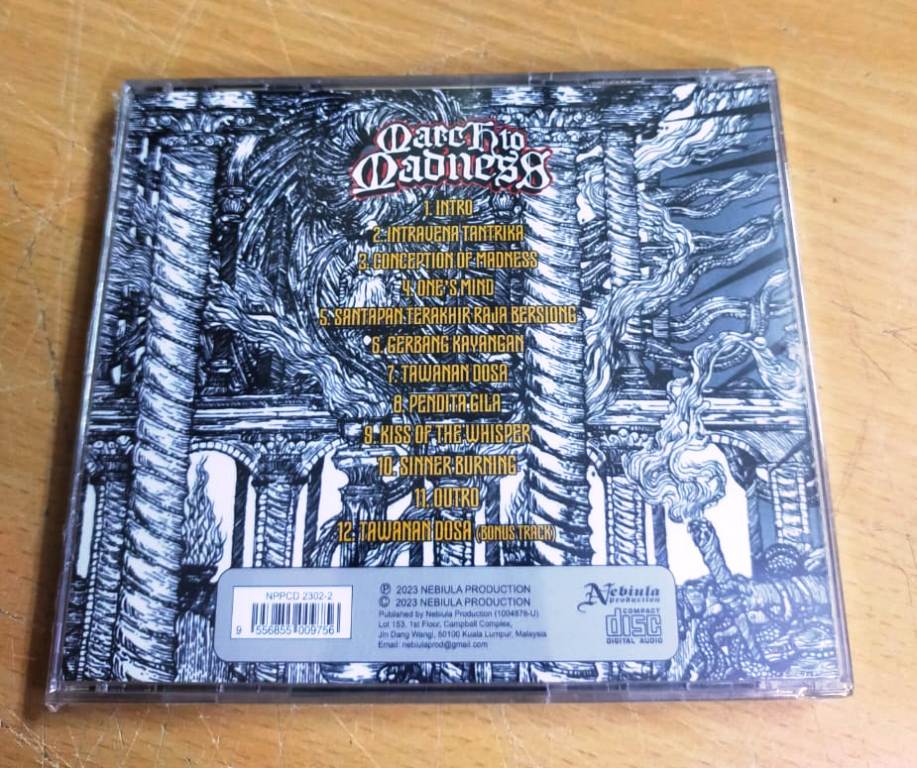 March to
Madness
1. INTRO
2. INTRAVENA TANTRIKA
3. CONCEPTION OF MADNESS
4. ONE'S MIND
5. SANTAPAN TERAKHIR RAJA BERSIONG
6. GERBANG KAYANGAN
7. TAWANAN DOSA
8. PENDITA GILA
9. KISS OF THE WHISPER
10. SINNER BURNING
11. OUTRO
12. TAWANAN DOSA (BONUS TRACK)
NPPCD 2302-2
9 556855 009756
℗ 2023 NEBIULA PRODUCTION
© 2023 NEBIULA PRODUCTION
Published by Nebiula Production (1004878-U)
Lot 153, 1st Floor, Campbell Complex,
Jln Dang Wangi, 50100 Kuala Lumpur, Malaysia
Email: nebiulaprod@gmail.com
Nebiula
production
COMPACT
disc
DIGITAL AUDIO